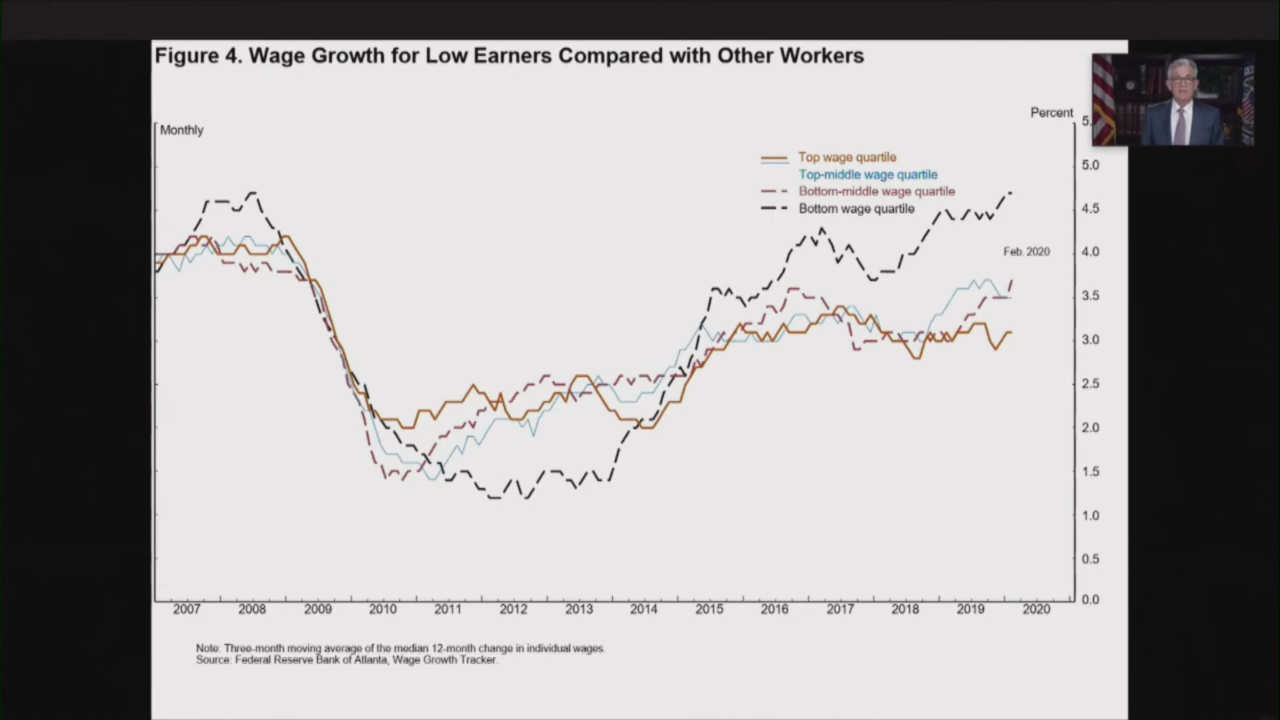 Figure 4. Wage Growth for Low Earners Compared with Other Workers
Percent
Monthly
5.
5.0
4.5
4.0
3.5
3.0
2.5
2.0
1.5
1.0
0.5
0.0
Top wage quartile
Top-middle wage quartile
Bottom-middle wage quartile
Bottom wage quartile
Feb. 2020
2007 2008 2009 2010 2011 2012 2013 2014 2015 2016 2017 2018 2019 2020
Note: Three-month moving average of the median 12-month change in individual wages.
Source: Federal Reserve Bank of Atlanta, Wage Growth Tracker.